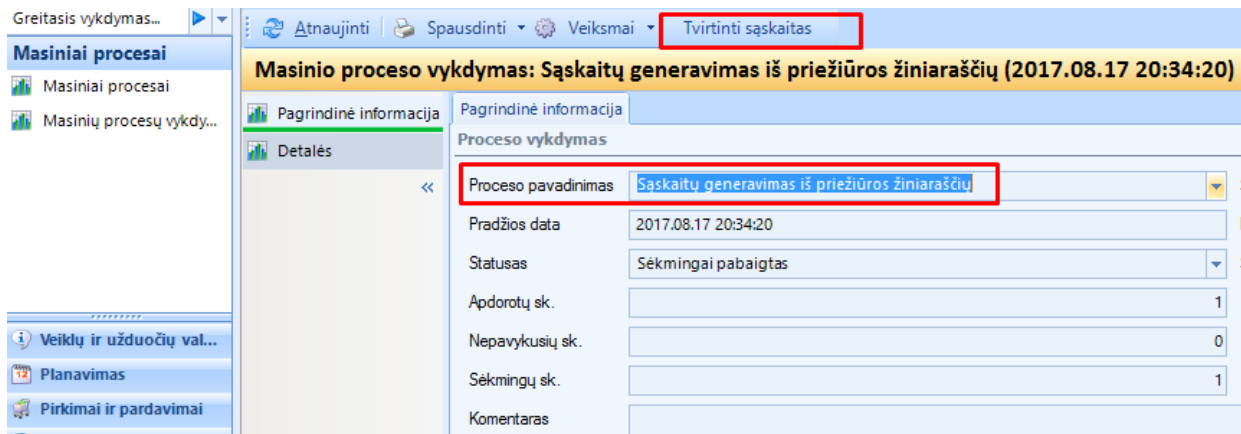 Greitasis vykdymas...
Atnaujinti Spausdinti Veiksmai Tvirtinti sąskaitas
Masiniai procesai
Masiniai procesai
Masinių procesų vykdy...
Masinio proceso vykdymas: Sąskaitų generavimas iš priežiūros žiniaraščių (2017.08.17 20:34:20)
Pagrindinė informacija
Detalės
«
Pagrindinė informacija
Proceso vykdymas
Proceso pavadinimas Sąskaitų generavimas iš priežiūros žiniaraščių
Pradžios data 2017.08.17 20:34:20
Statusas Sėkmingai pabaigtas
Apdorotų sk. 1
Nepavykusių sk. 0
Sėkmingų sk. 1
Komentaras
Veiklų ir užduočių val...
12 Planavimas
Pirkimai ir pardavimai